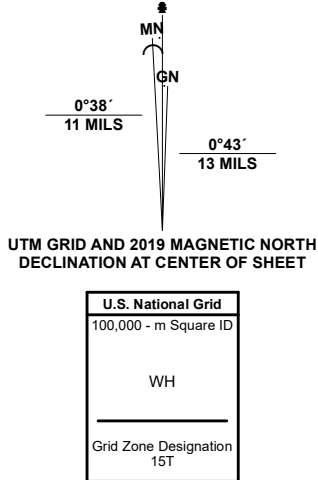 MN
GN
0°38´
11 MILS
0°43´
13 MILS
UTM GRID AND 2019 MAGNETIC NORTH
DECLINATION AT CENTER OF SHEET
U.S. National Grid
100,000 - m Square ID
WH
Grid Zone Designation
15T